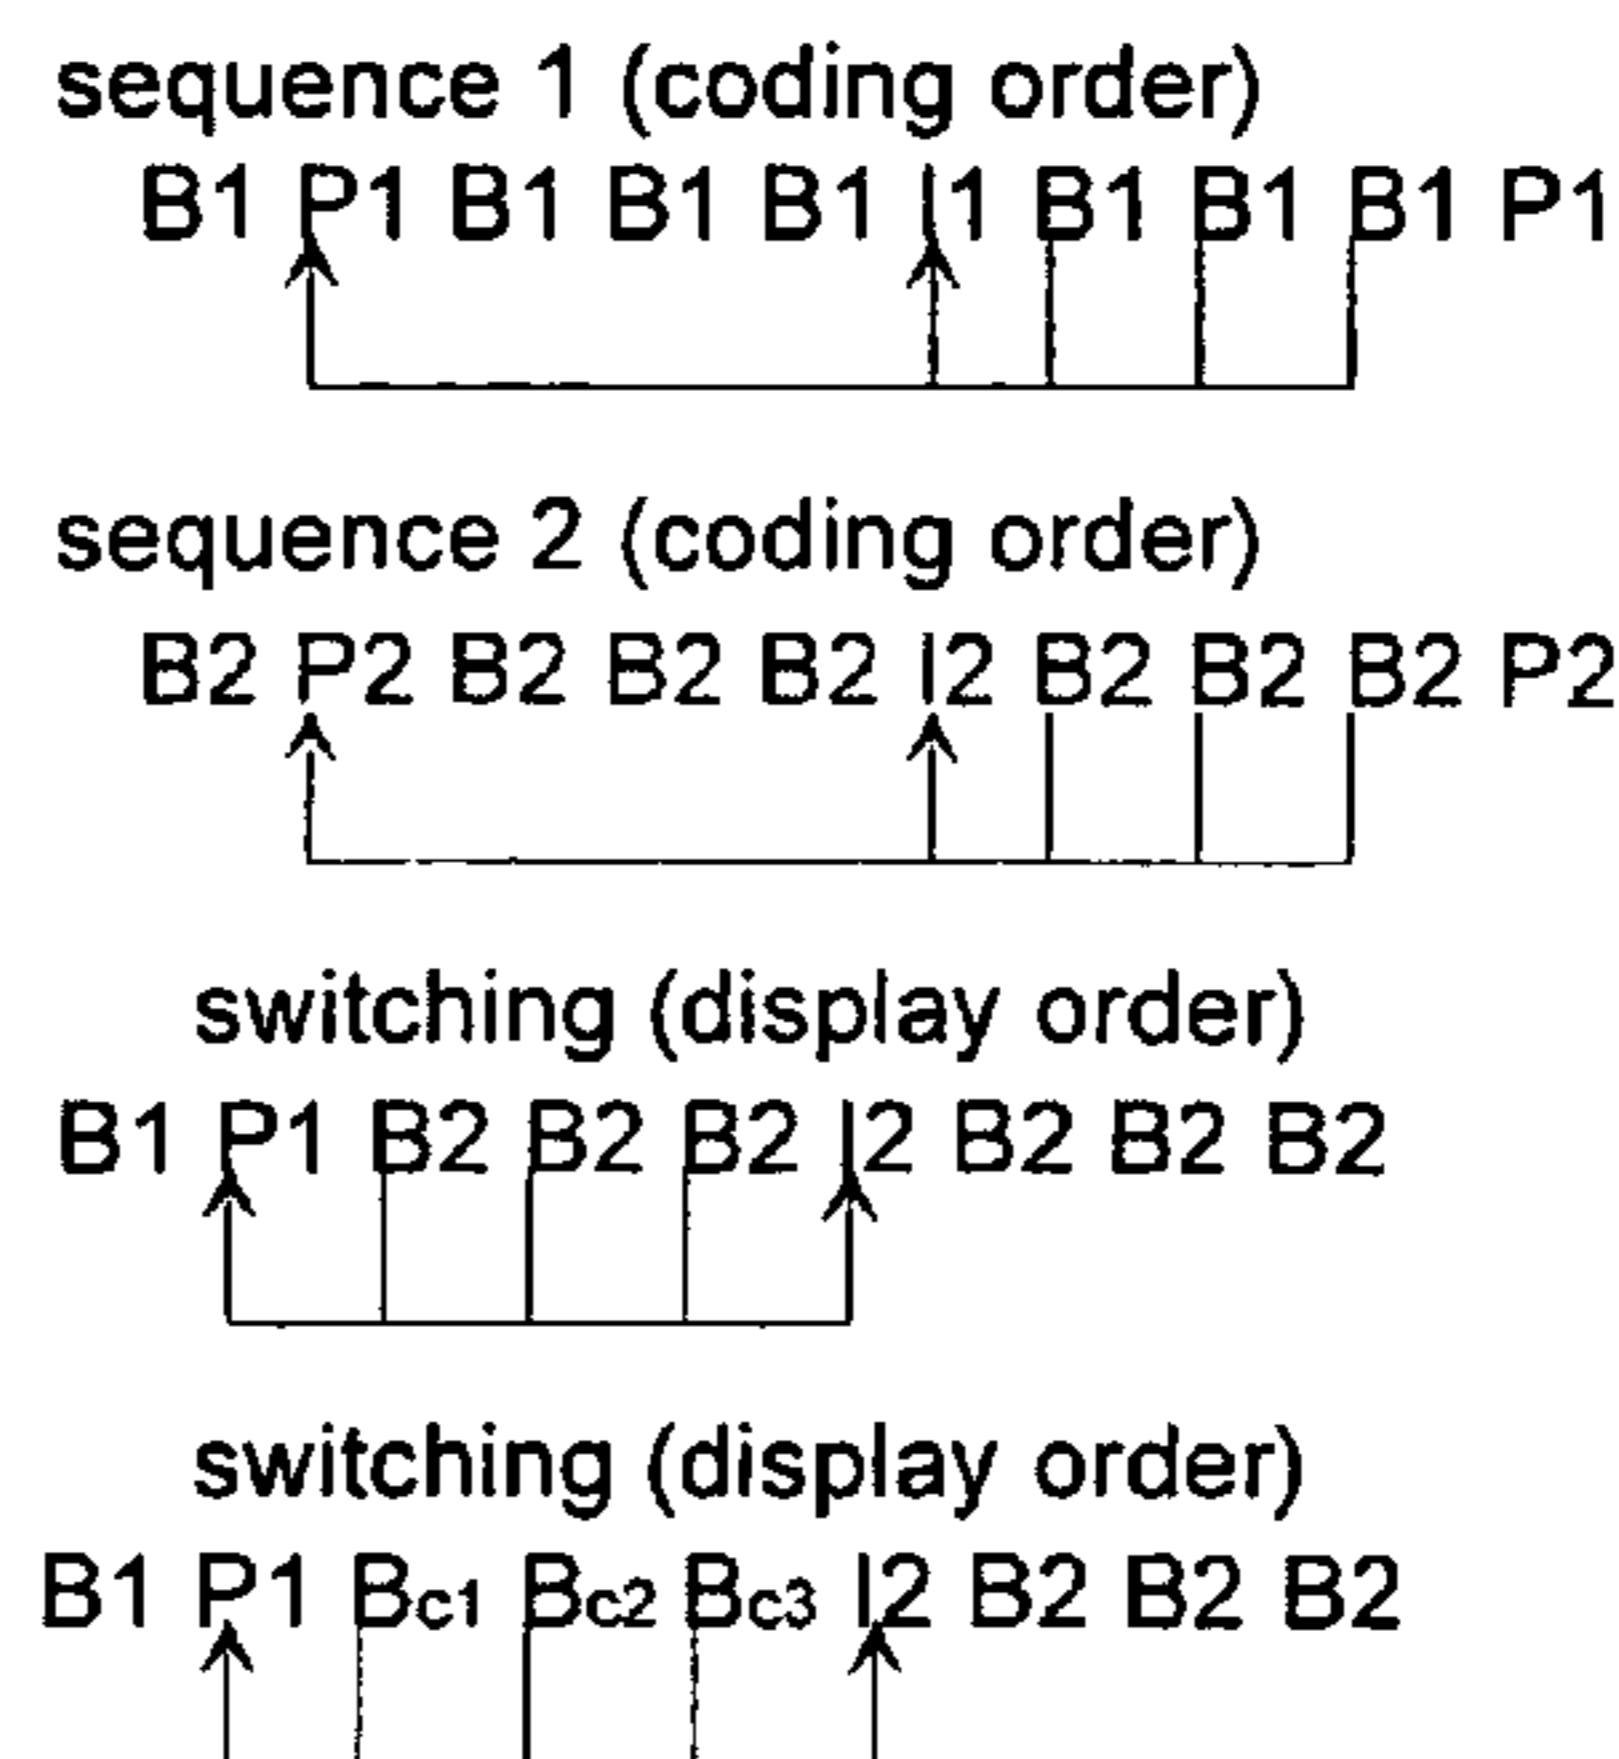 sequence 1 (coding order)
B1 P1 B1 B1 B1 I1 B1 B1 B1 P1
sequence 2 (coding order)
B2 P2 B2 B2 B2 I2 B2 B2 B2 P2
switching (display order)
B1 P1 B2 B2 B2 I2 B2 B2 B2
switching (display order)
B1 P1 Bc1 Bc2 Bc3 I2 B2 B2 B2